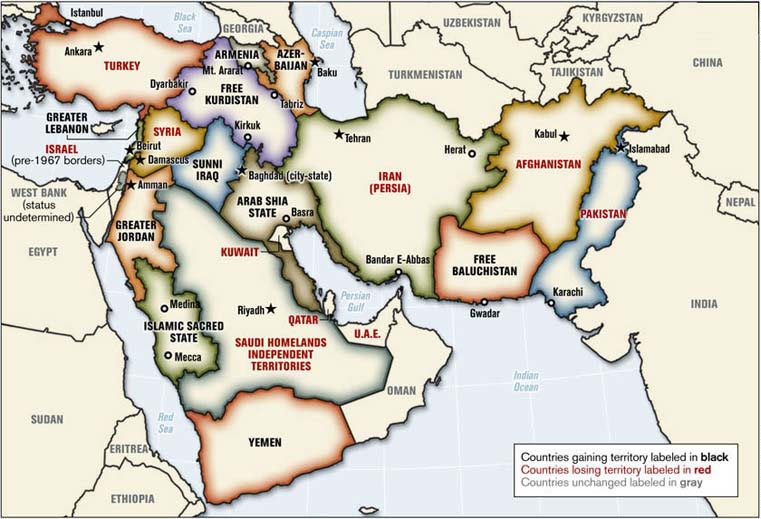 Istanbul
Black
Sea
GEORGIA
Caspian
Sea
UZBEKISTAN
KYRGYZSTAN
Ankara
TURKEY
ARMENIA
Mt. Ararat
AZER-
BAIJAN
Baku
TURKMENISTAN
TAJIKISTAN
CHINA
Dyarbakir
FREE
KURDISTAN
Tabriz
GREATER
LEBANON
SYRIA
Kirkuk
Tehran
Herat
Kabul
AFGHANISTAN
Islamabad
ISRAEL
(pre-1967 borders)
Beirut
Damascus
SUNNI
IRAQ
Baghdad (city-state)
IRAN
(PERSIA)
WEST BANK
(status
undetermined)
Amman
ARAB SHIA
STATE
Basra
PAKISTAN
NEPAL
GREATER
JORDAN
EGYPT
KUWAIT
Bandar E-Abbas
FREE
BALUCHISTAN
Karachi
Gwadar
INDIA
Medina
ISLAMIC SACRED
STATE
Mecca
Riyadh
Persian
Gulf
QATAR
U.A.E.
SAUDI HOMELANDS
INDEPENDENT
TERRITORIES
OMAN
Indian
Ocean
SUDAN
Red
Sea
ERITREA
YEMEN
ETHIOPIA
Countries gaining territory labeled in black
Countries losing territory labeled in red
Countries unchanged labeled in gray